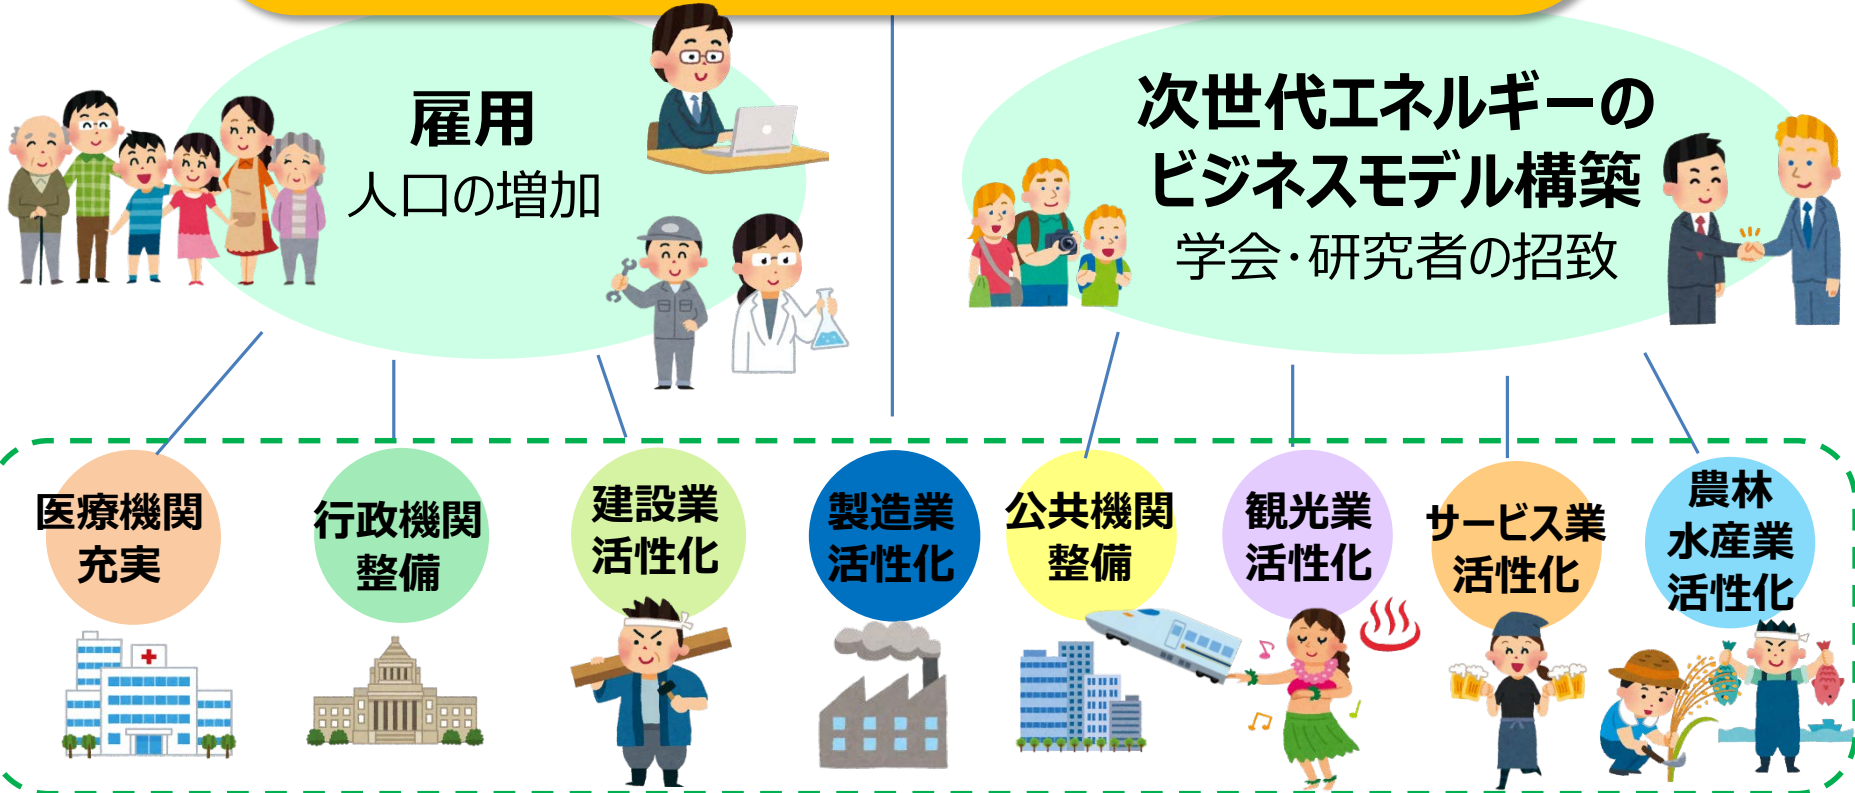 雇用
人口の増加
次世代エネルギーの
ビジネスモデル構築
学会・研究者の招致
医療機関
充実
行政機関
整備
建設業
活性化
製造業
活性化
公共機関
整備
観光業
活性化
サービス業
活性化
農林
水産業
活性化